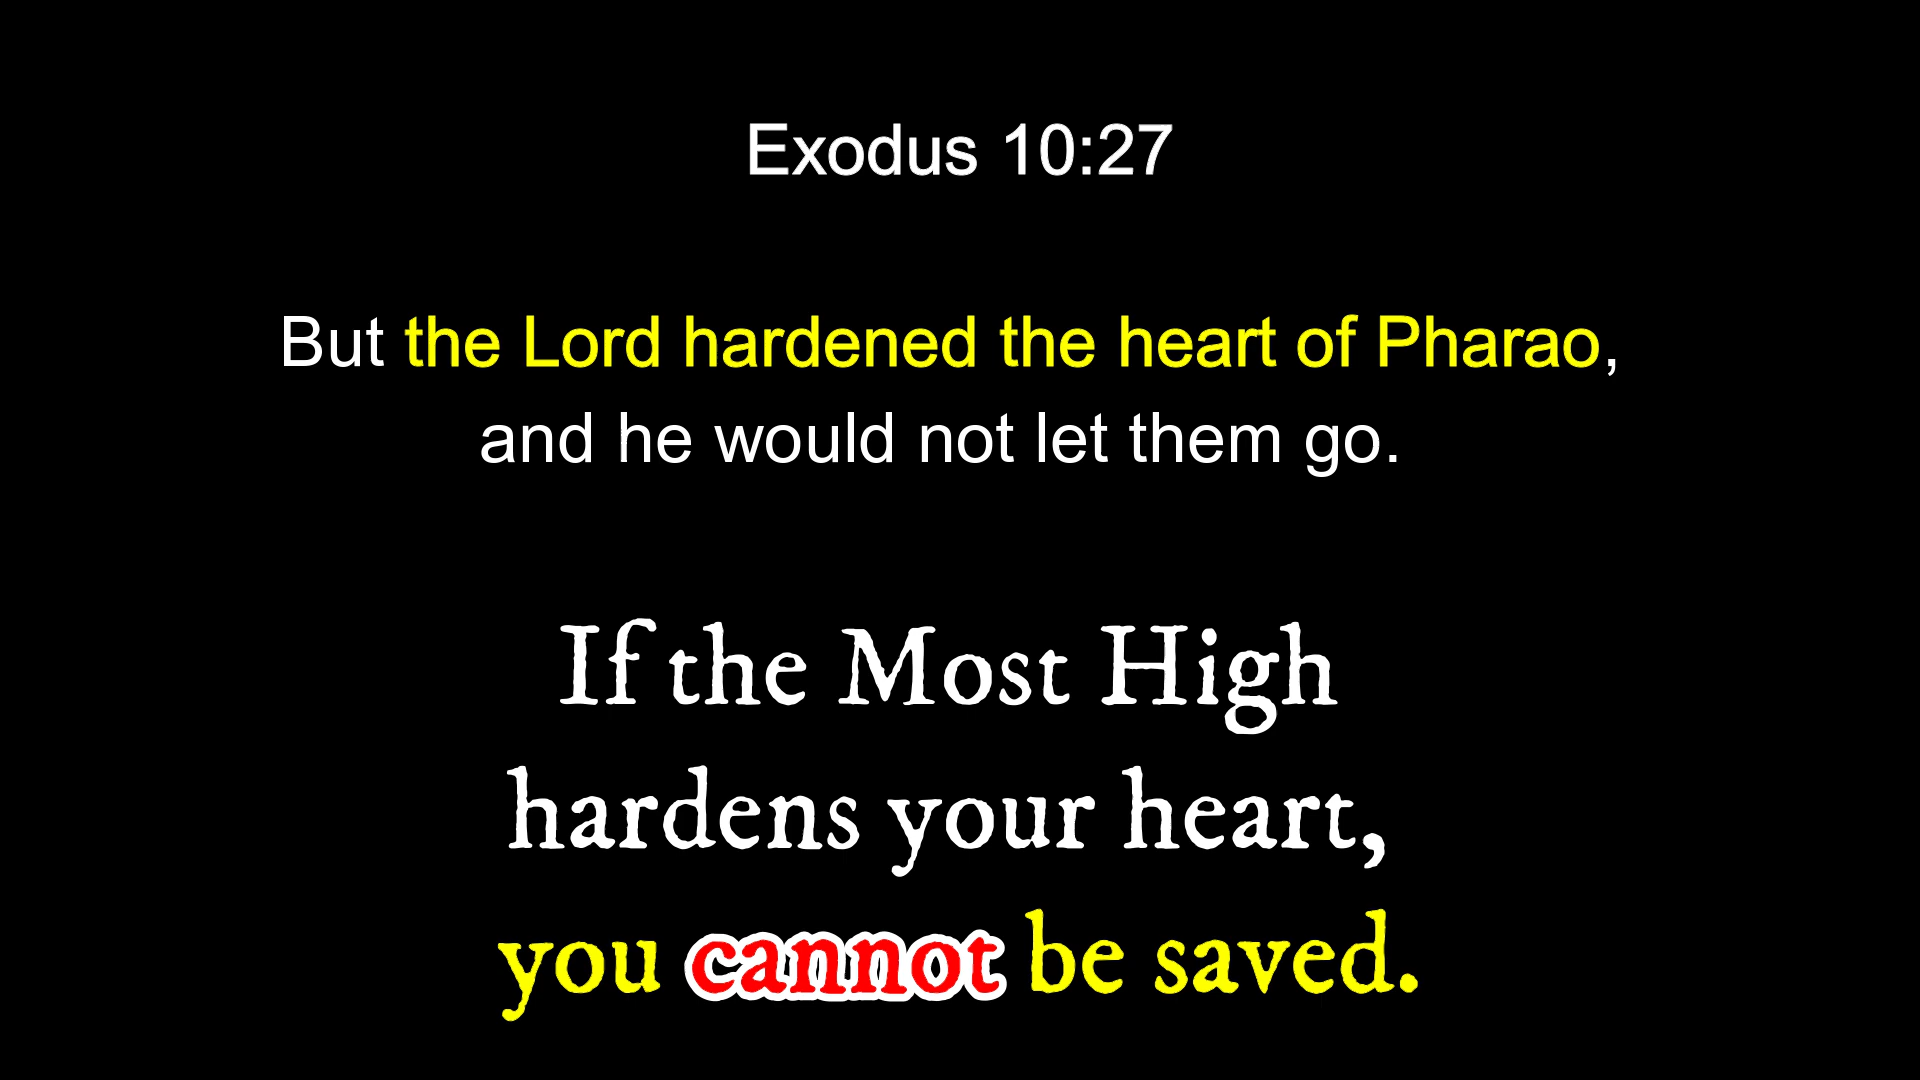 Exodus 10:27
But the Lord hardened the heart of Pharao,
and he would not let them go.
If the Most High
hardens your heart,
you cannot be saved.